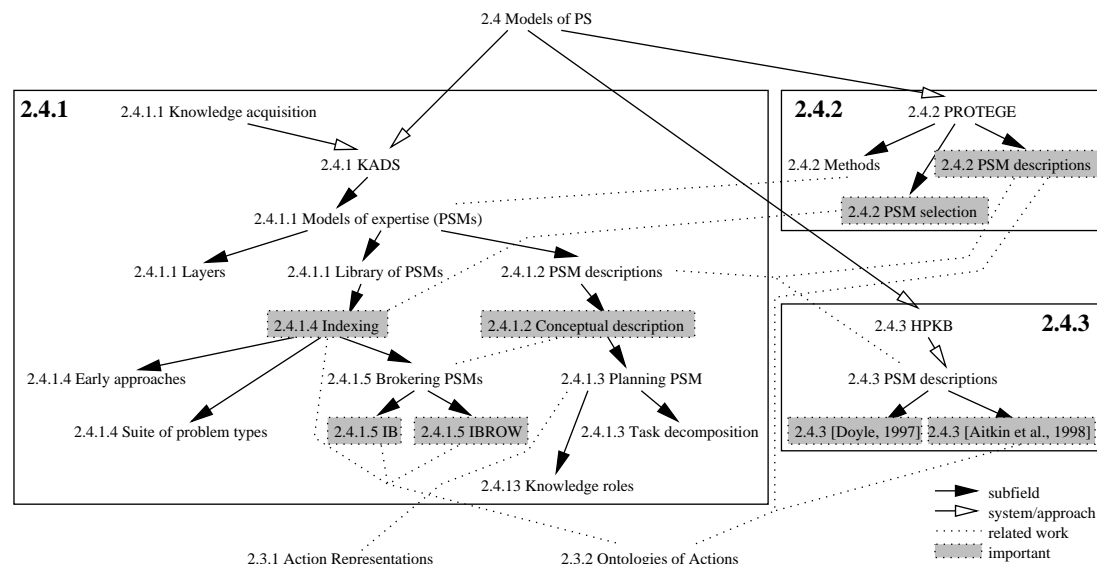 2.4 Models of PS
2.4.1
2.4.1.1 Knowledge acquisition
2.4.1 KADS
2.4.1.1 Models of expertise (PSMs)
2.4.1.1 Layers
2.4.1.1 Library of PSMs
2.4.1.2 PSM descriptions
2.4.1.4 Indexing
2.4.1.2 Conceptual description
2.4.1.4 Early approaches
2.4.1.5 Brokering PSMs
2.4.1.3 Planning PSM
2.4.1.4 Suite of problem types
2.4.1.5 IB
2.4.1.5 IBROW
2.4.1.3 Task decomposition
2.4.13 Knowledge roles
2.4.2
2.4.2 PROTEGE
2.4.2 Methods
2.4.2 PSM descriptions
2.4.2 PSM selection
2.4.3
2.4.3 HPKB
2.4.3 PSM descriptions
2.4.3 [Doyle, 1997]
2.4.3 [Aitkin et al., 1998]
2.3.1 Action Representations
2.3.2 Ontologies of Actions
subfield
system/approach
related work
important